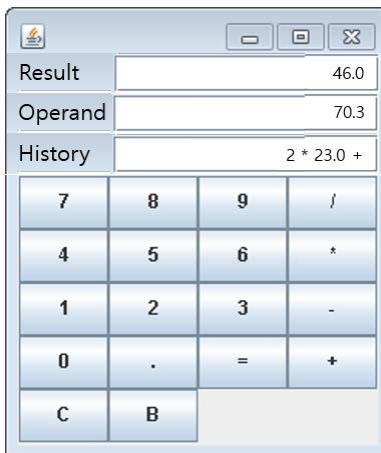 Result 46.0
Operand 70.3
History 2 * 23.0 +
7 8 9 /
4 5 6 *
1 2 3 -
0 . = +
C B